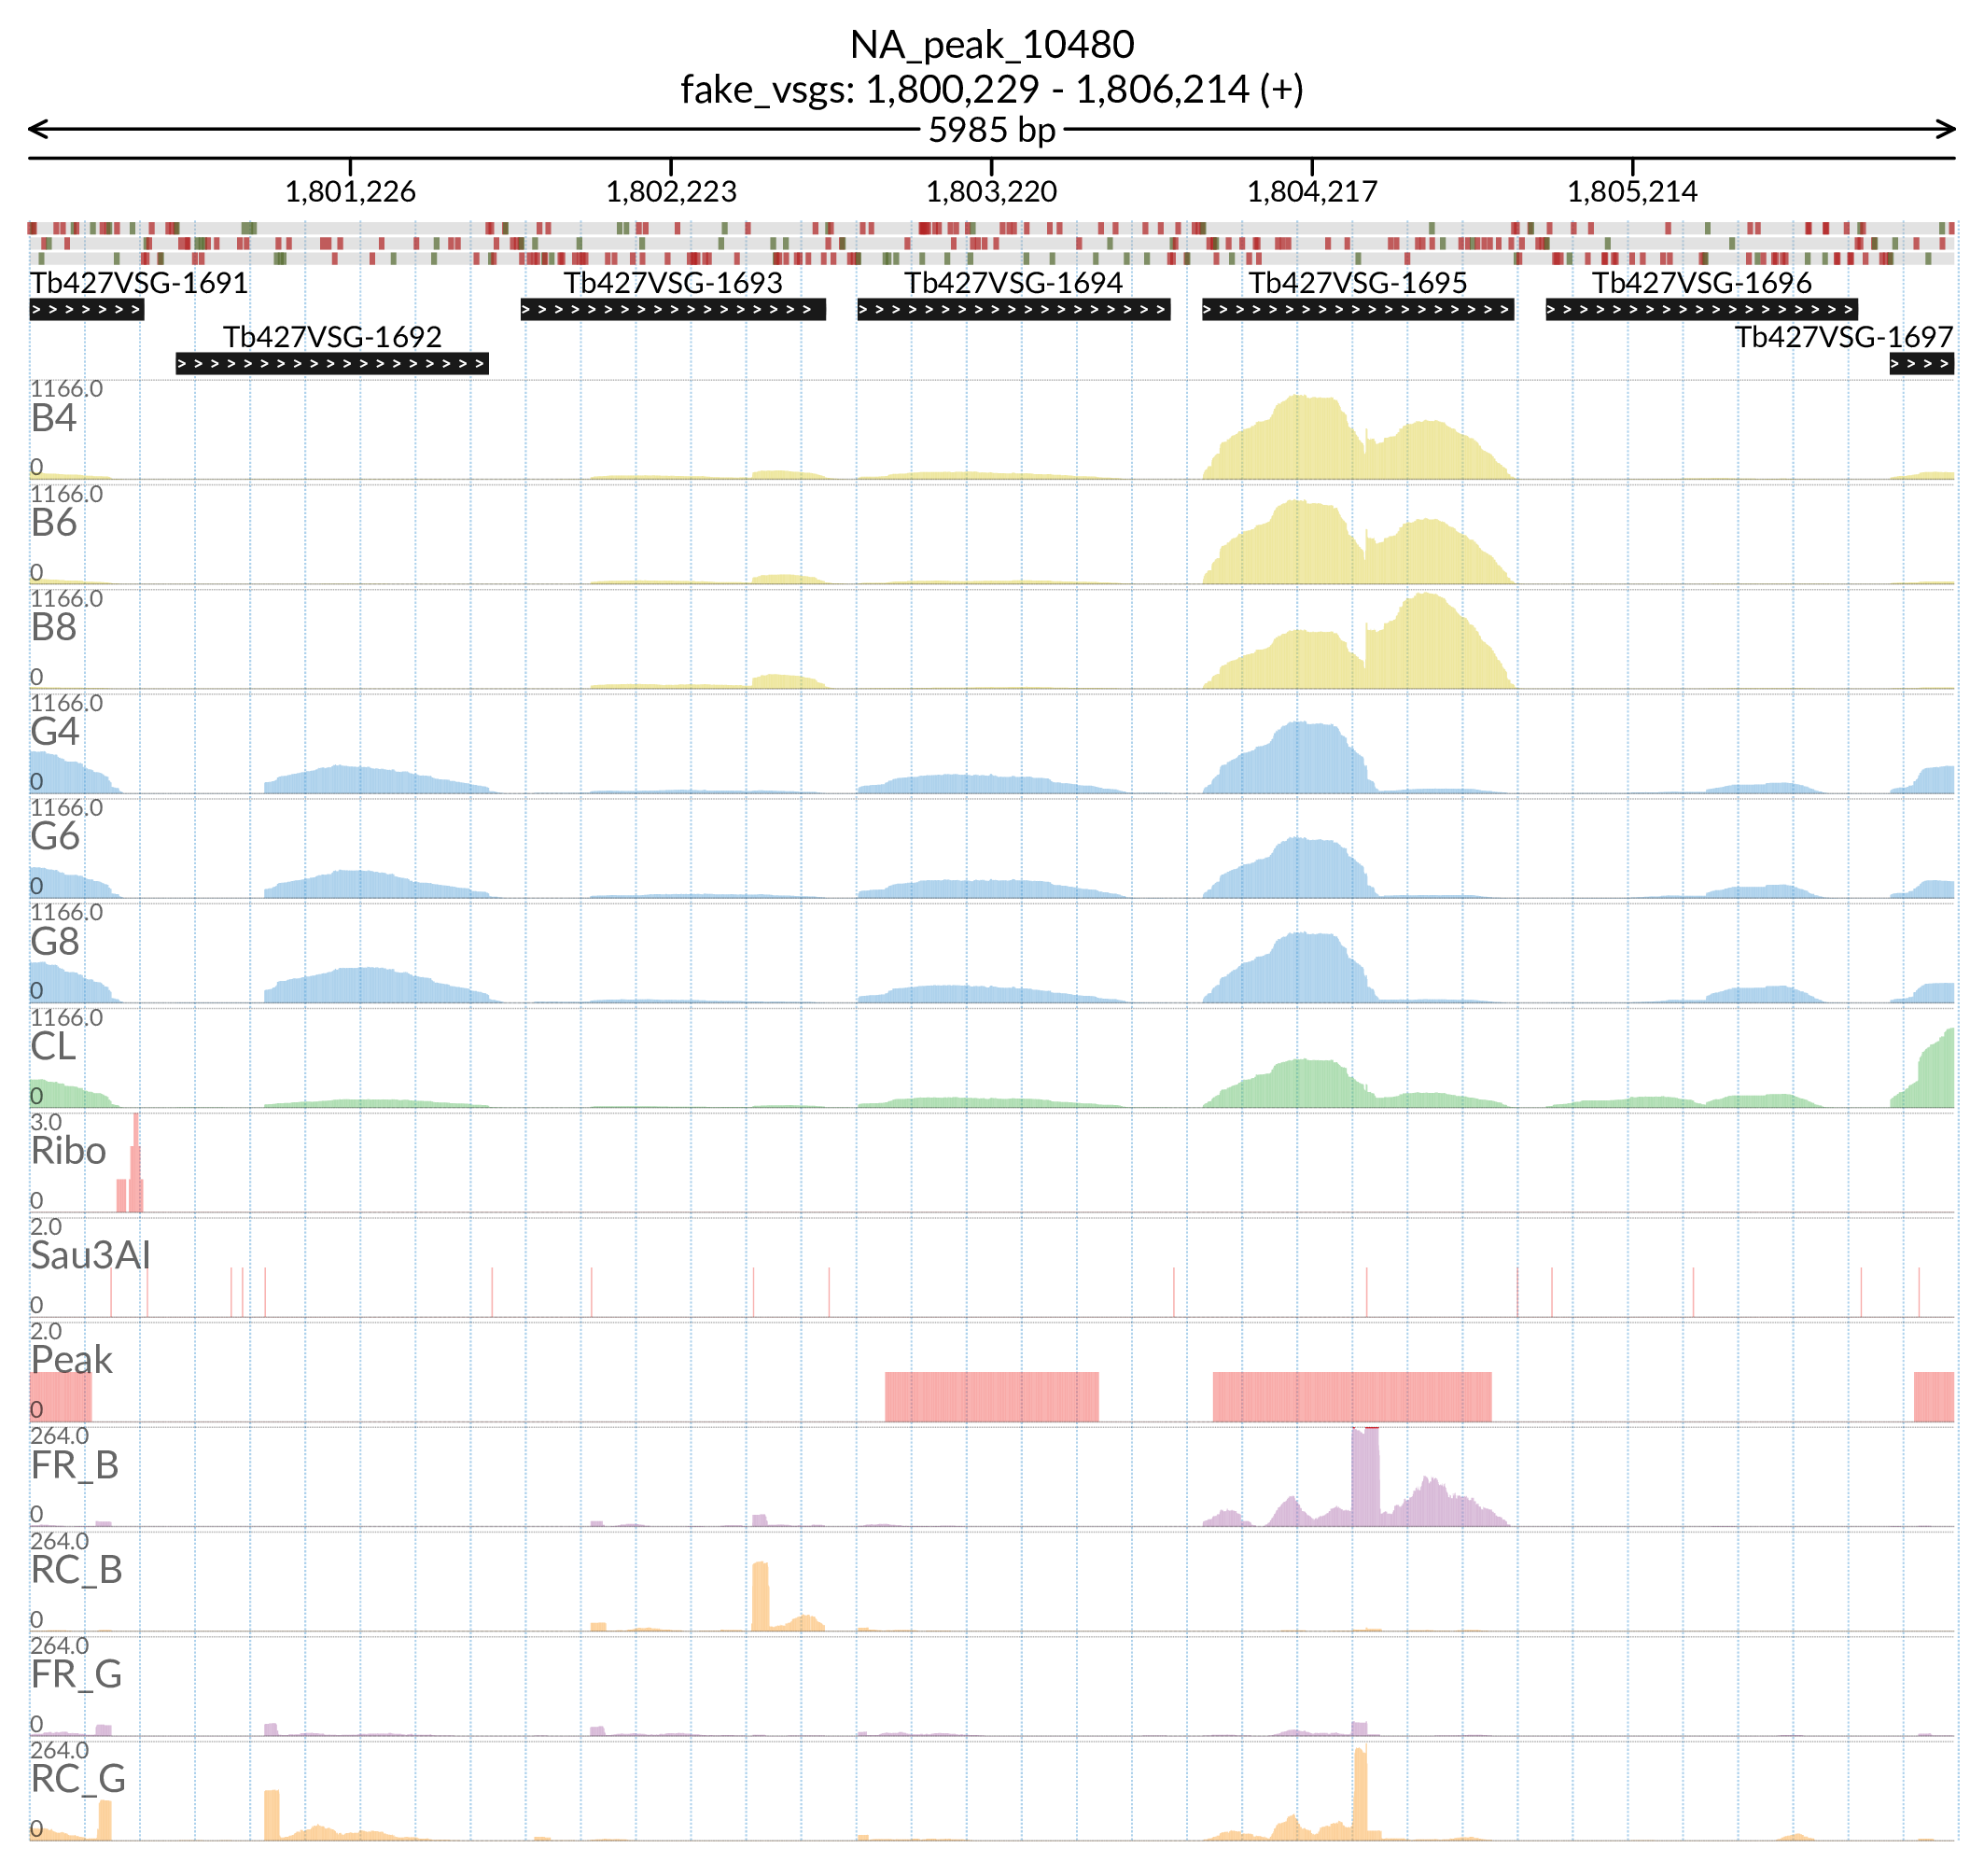 NA_peak_10480
fake_vsgs: 1,800,229 - 1,806,214 (+)
5985 bp
1,801,226 1,802,223 1,803,220 1,804,217 1,805,214
Tb427VSG-1691 Tb427VSG-1693 Tb427VSG-1694 Tb427VSG-1695 Tb427VSG-1696
Tb427VSG-1692 Tb427VSG-1697
1166.0
B4
0
1166.0
B6
0
1166.0
B8
0
1166.0
G4
0
1166.0
G6
0
1166.0
G8
0
1166.0
CL
0
3.0
Ribo
0
2.0
Sau3AI
0
2.0
Peak
0
264.0
FR_B
0
264.0
RC_B
0
264.0
FR_G
0
264.0
RC_G
0